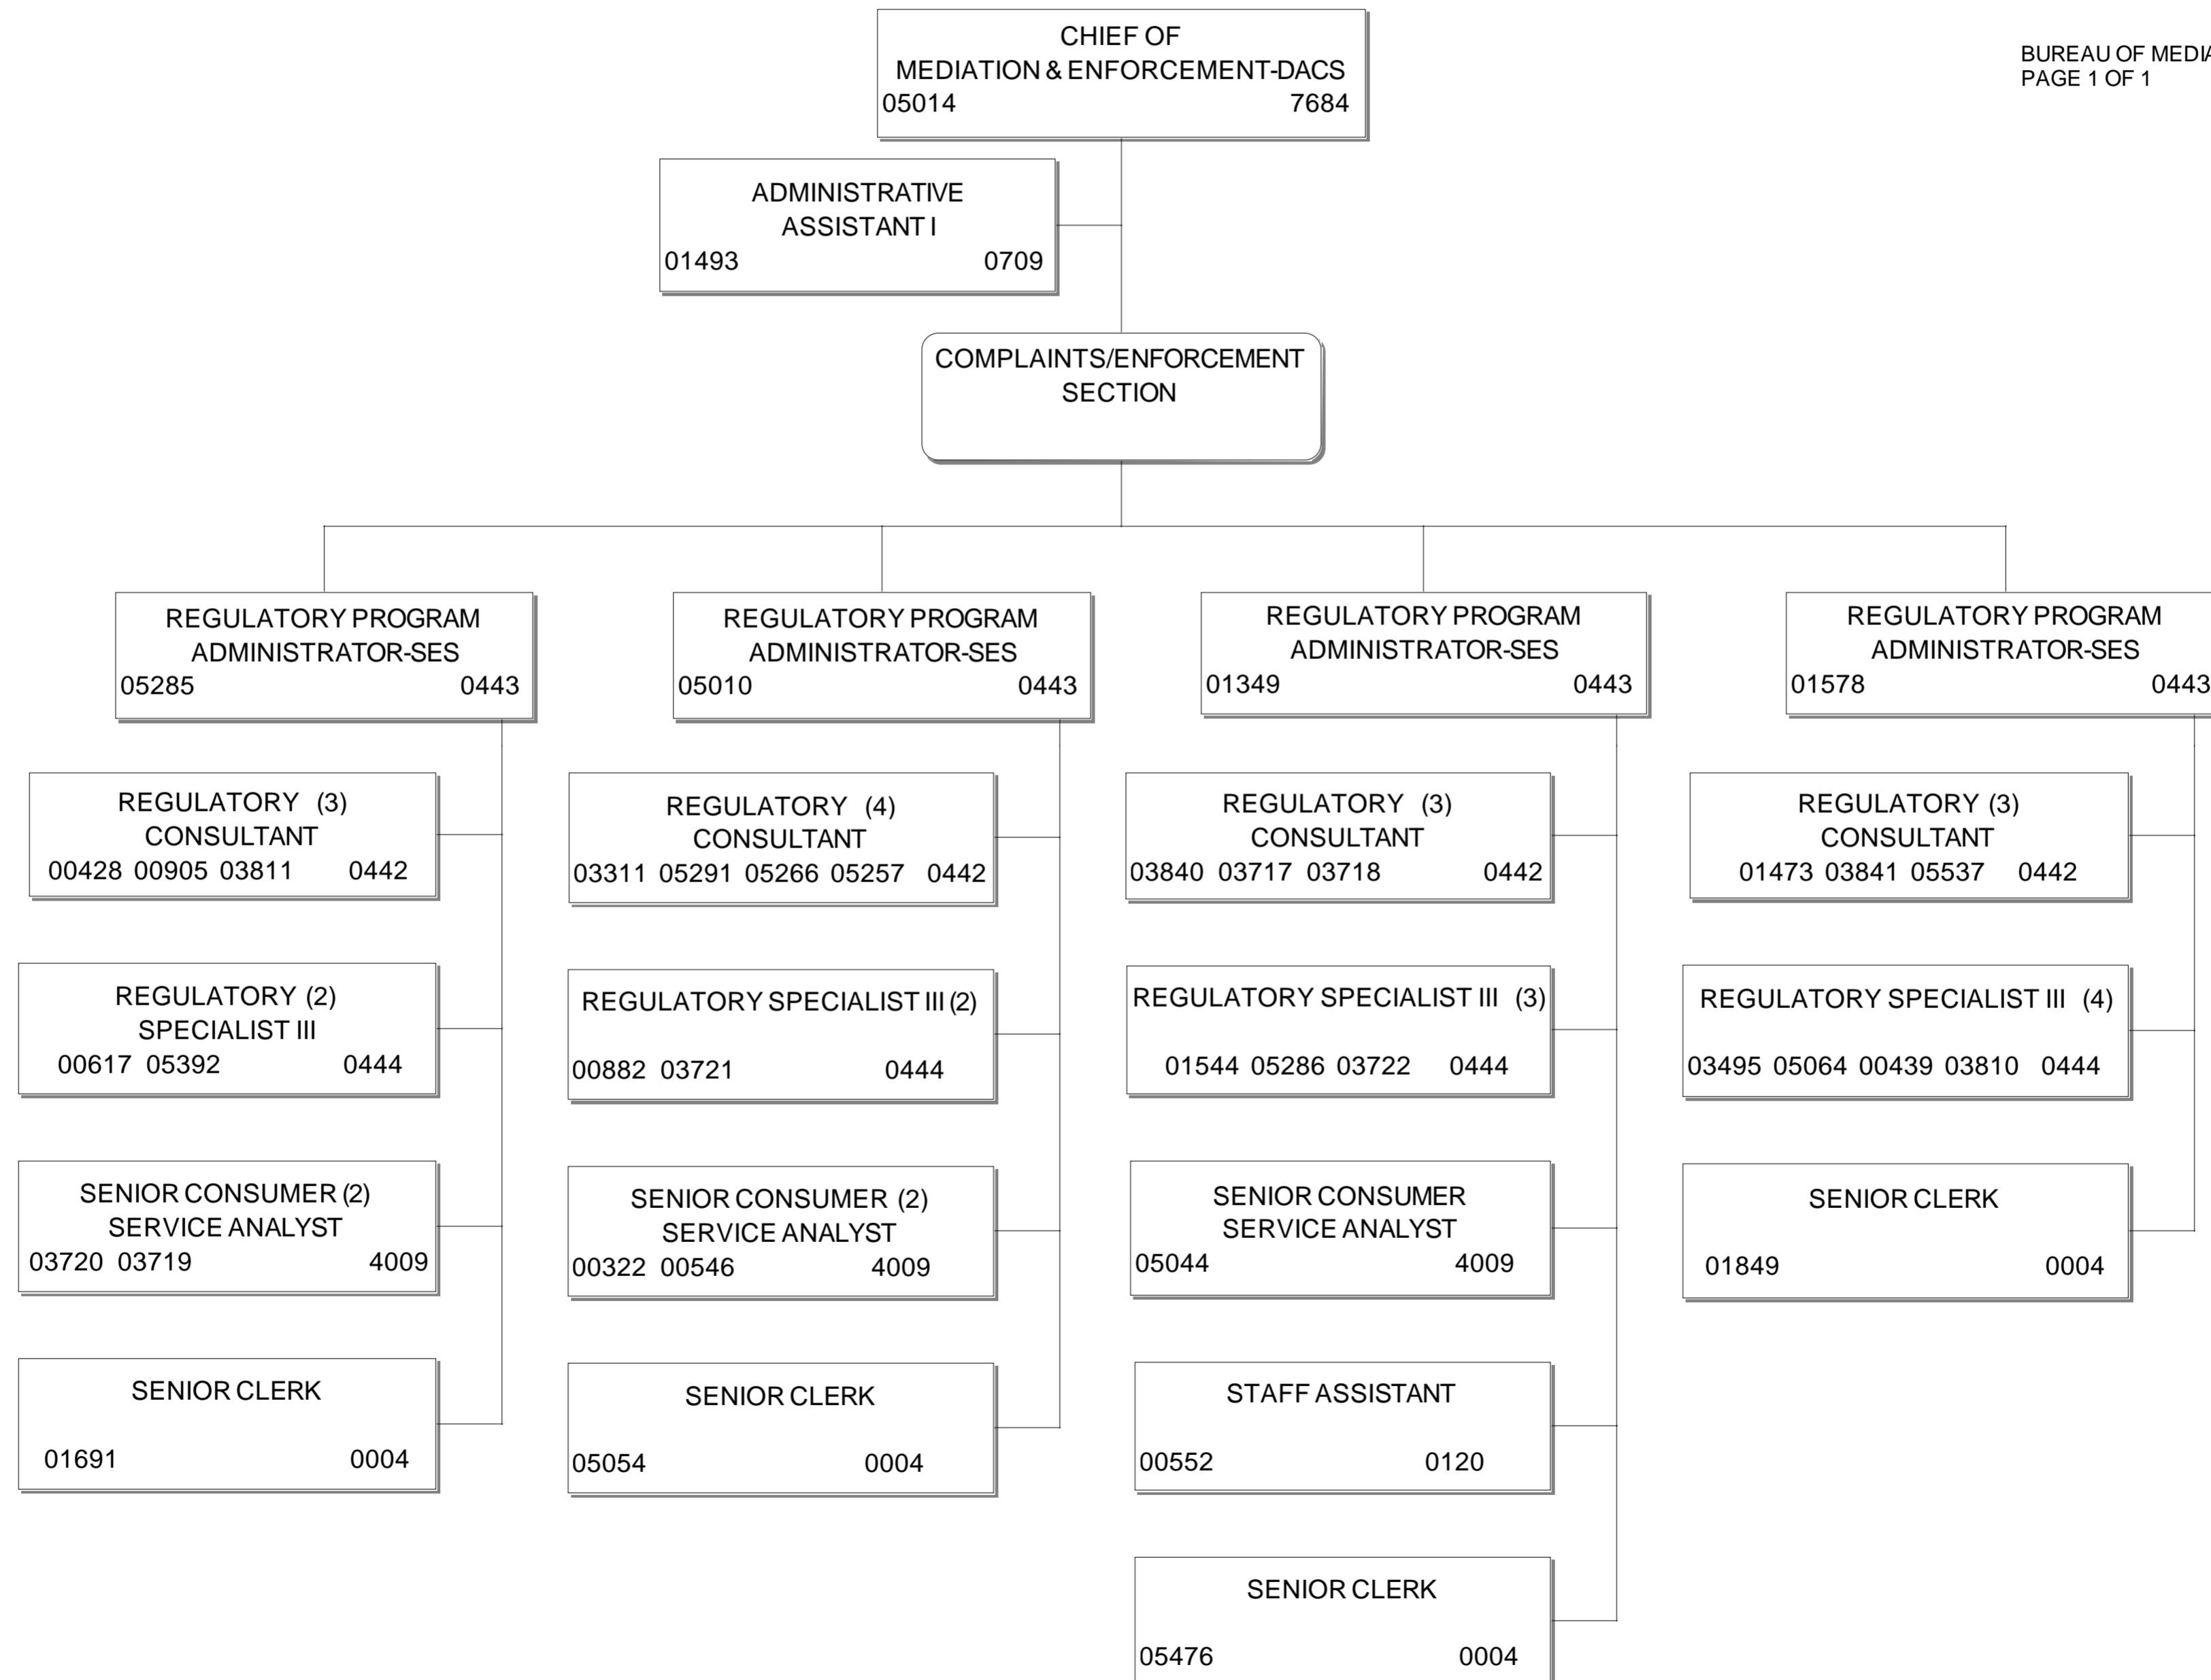 CHIEF OF
MEDIATION & ENFORCEMENT-DACS
05014 7684
BUREAU OF
PAGE 1 OF 1
ADMINISTRATIVE
ASSISTANT I
01493 0709
COMPLAINTS/ENFORCEMENT
SECTION
REGULATORY PROGRAM
ADMINISTRATOR-SES
05285 0443
REGULATORY (3)
CONSULTANT
00428 00905 03811 0442
REGULATORY (2)
SPECIALIST III
00617 05392 0444
SENIOR CONSUMER (2)
SERVICE ANALYST
03720 03719 4009
SENIOR CLERK
01691 0004
REGULATORY PROGRAM
ADMINISTRATOR-SES
05010 0443
REGULATORY (4)
CONSULTANT
03311 05291 05266 05257 0442
REGULATORY SPECIALIST III (2)
00882 03721 0444
SENIOR CONSUMER (2)
SERVICE ANALYST
00322 00546 4009
SENIOR CLERK
05054 0004
REGULATORY PROGRAM
ADMINISTRATOR-SES
01349 0443
REGULATORY (3)
CONSULTANT
03840 03717 03718 0442
REGULATORY SPECIALIST III (3)
01544 05286 03722 0444
SENIOR CONSUMER
SERVICE ANALYST
05044 4009
STAFF ASSISTANT
00552 0120
SENIOR CLERK
05476 0004
REGULATORY PROGRAM
ADMINISTRATOR-SES
01578 0443
REGULATORY (3)
CONSULTANT
01473 03841 05537 0442
REGULATORY SPECIALIST III (4)
03495 05064 00439 03810 0444
SENIOR CLERK
01849 0004